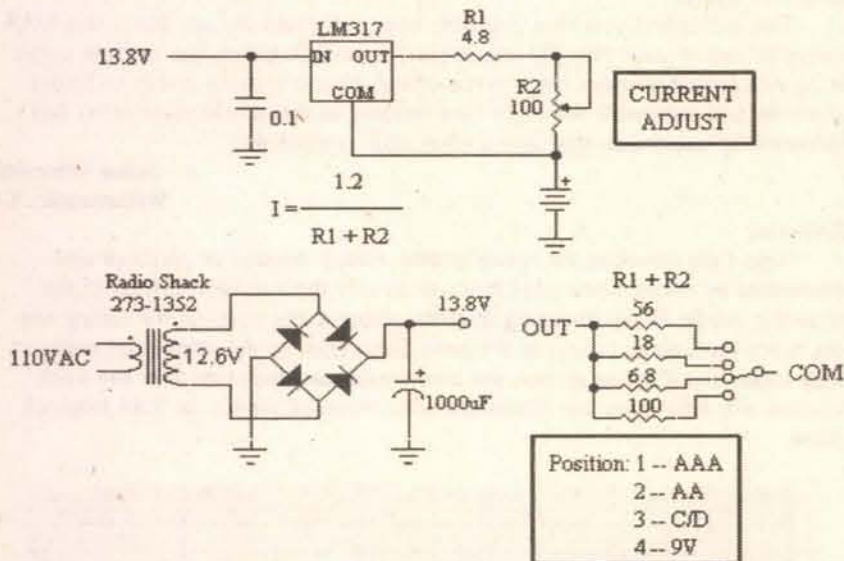 LM317
R1
4.8
13.8V
IN OUT
COM
0.1
R2
100
CURRENT
ADJUST
+
1.2
I =
R1 + R2
Radio Shack
273-1352
110VAC
12.6V
13.8V
+
1000uF
R1 + R2
56
OUT
18
6.8
100
COM
Position: 1 -- AAA
2 -- AA
3 -- C/D
4 -- 9V